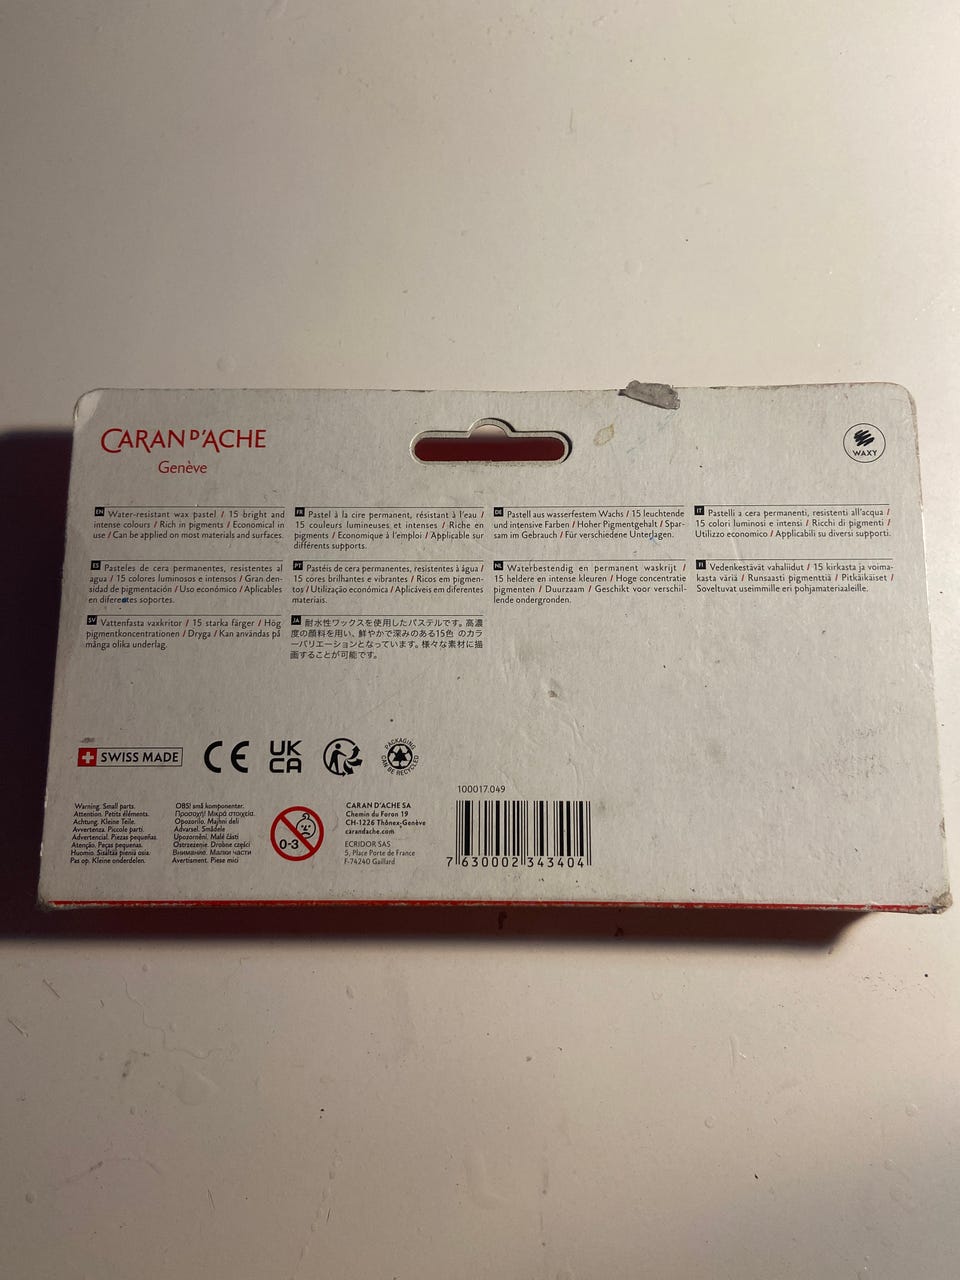 CARAN D'ACHE
Genève
WAXY
EN Water-resistant wax pastel / 15 bright and
intense colours / Rich in pigments / Economical in
use / Can be applied on most materials and surfaces.
FR Pastel à la cire permanent, résistant à l'eau /
15 couleurs lumineuses et intenses / Riche en
pigments / Economique à l'emploi / Applicable sur
différents supports.
DE Pastell aus wasserfestem Wachs / 15 leuchtende
und intensive Farben / Hoher Pigmentgehalt / Spar-
sam im Gebrauch / Für verschiedene Unterlagen.
IT Pastelli a cera permanenti, resistenti all'acqua /
15 colori luminosi e intensi / Ricchi di pigmenti /
Utilizzo economico / Applicabili su diversi supporti.
ES Pasteles de cera permanentes, resistentes al
agua / 15 colores luminosos e intensos / Gran den-
sidad de pigmentación / Uso económico / Aplicables
en diferentes soportes.
PT Pastéis de cera permanentes, resistentes à água /
15 cores brilhantes e vibrantes / Ricos em pigmen-
tos / Utilização económica / Aplicáveis em diferentes
materiais.
NL Waterbestendig en permanent waskrijt /
15 heldere en intense kleuren / Hoge concentratie
pigmenten / Duurzaam / Geschikt voor verschil-
lende ondergronden.
FI Vedenkestävät vahaliidut / 15 kirkasta ja voima-
kasta väriä / Runsaasti pigmenttiä / Pitkäikäiset /
Soveltuvat useimmille eri pohjamateriaaleille.
SV Vattenfasta vaxkritor / 15 starka färger / Hög
pigmentkoncentrationen / Dryga / Kan användas på
många olika underlag.
JA 耐水性ワックスを使用したパステルです。高濃
度の顔料を用い、鮮やかで深みのある15色 のカラ
ーバリエーションとなっています。様々な素材に描
画することが可能です。
SWISS MADE
CE
UK
CA
PACKAGING
CAN BE RECYCLED
Warning. Small parts.
Attention. Petits éléments.
Achtung. Kleine Teile.
Avvertenza. Piccole parti.
Advertencia. Piezas pequeñas.
Atenção. Peças pequenas.
Huomio. Sisältää pieniä osia.
Pas op. Kleine onderdelen.
OBS! små komponenter.
Προσοχή! Μικρά στοιχεία.
Opozorilo. Majhni deli
Advarsel. Smådele
Upozornění. Malé části
Ostrzeżenie. Drobne części
Внимание. Малки части
Avertisment. Piese mici
0-3
CARAN D'ACHE SA
Chemin du Foron 19
CH-1226 Thônex-Genève
carandache.com
ECRIDOR SAS
5, Place Porte de France
F-74240 Gaillard
100017.049
7 630002 343404